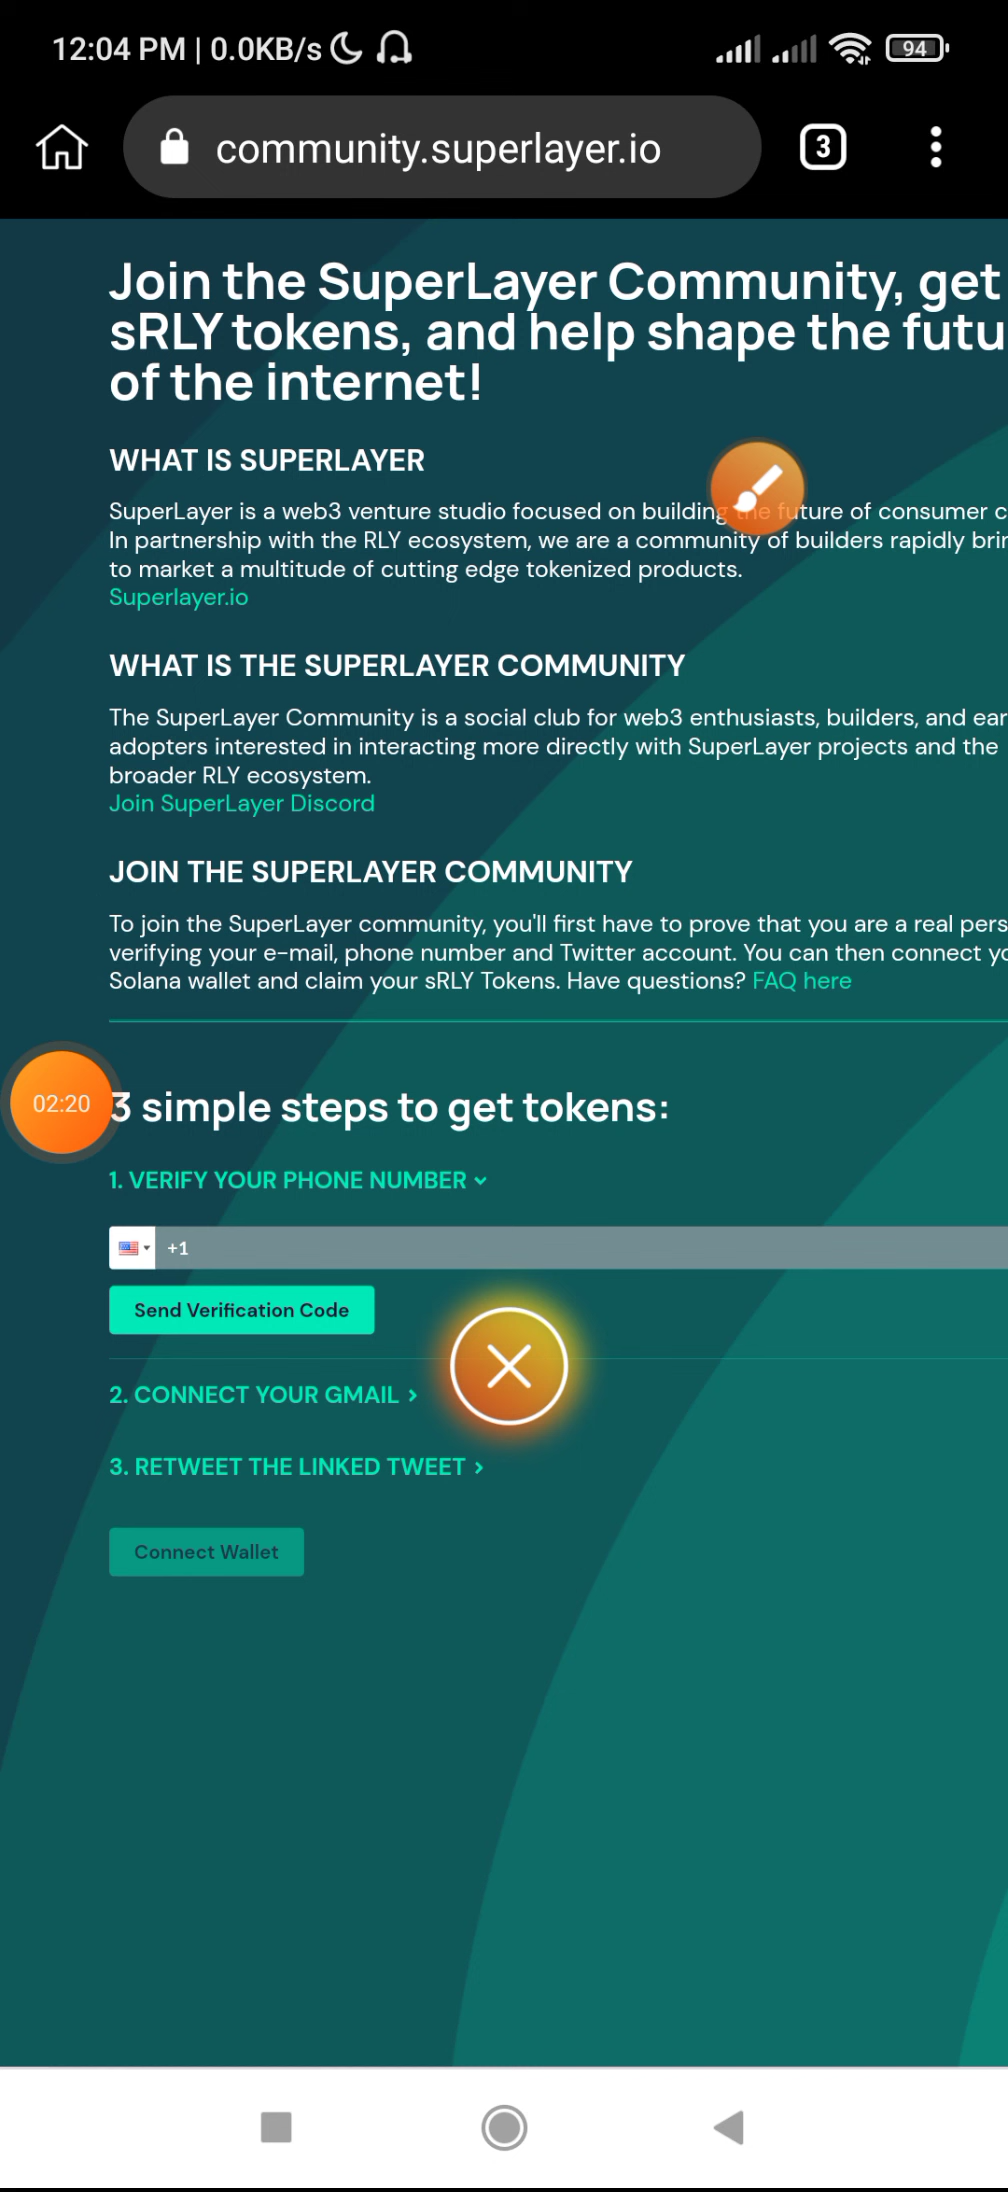 12:04 PM | 0.0KB/s
94
community.superlayer.io
3
Join the SuperLayer Community, get
sRLY tokens, and help shape the futu
of the internet!
WHAT IS SUPERLAYER
SuperLayer is a web3 venture studio focused on building the future of consumer c
In partnership with the RLY ecosystem, we are a community of builders rapidly brin
to market a multitude of cutting edge tokenized products.
Superlayer.io
WHAT IS THE SUPERLAYER COMMUNITY
The SuperLayer Community is a social club for web3 enthusiasts, builders, and ear
adopters interested in interacting more directly with SuperLayer projects and the
broader RLY ecosystem.
Join SuperLayer Discord
JOIN THE SUPERLAYER COMMUNITY
To join the SuperLayer community, you'll first have to prove that you are a real pers
verifying your e-mail, phone number and Twitter account. You can then connect yo
Solana wallet and claim your sRLY Tokens. Have questions? FAQ here
02:20
3 simple steps to get tokens:
1. VERIFY YOUR PHONE NUMBER
+1
Send Verification Code
2. CONNECT YOUR GMAIL
3. RETWEET THE LINKED TWEET
Connect Wallet